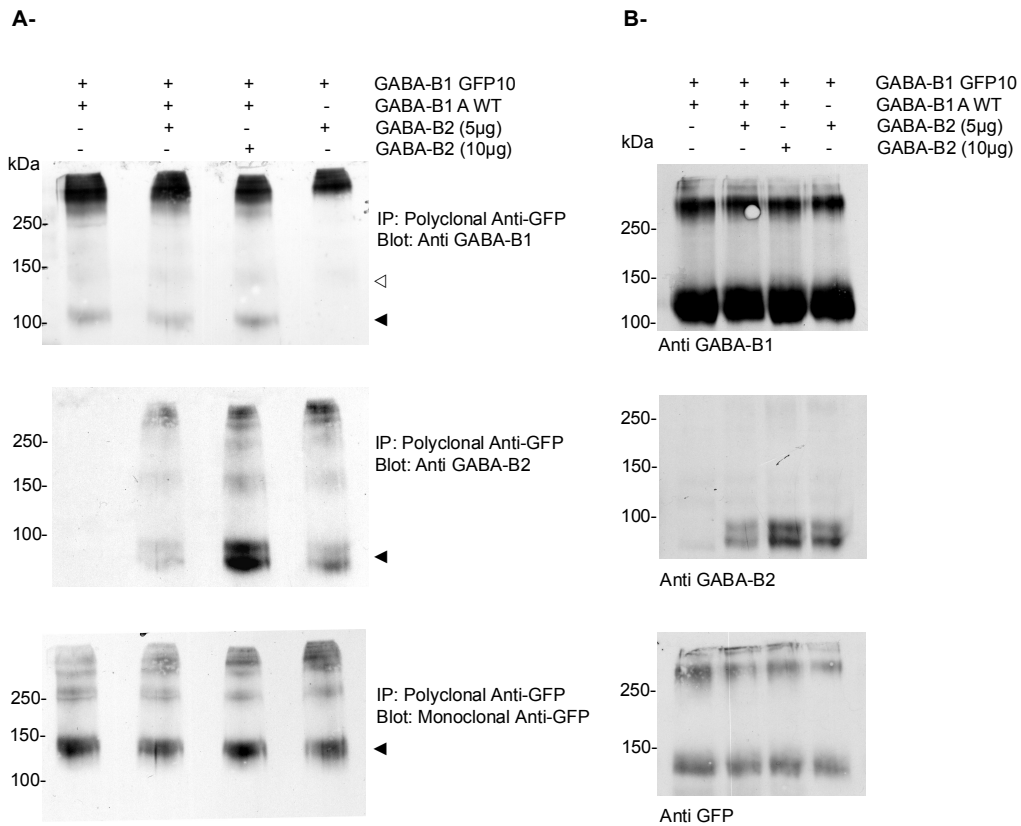 A-
+ + + + GABA-B1 GFP10
+ + + - GABA-B1 A WT
- + - + GABA-B2 (5µg)
- - + - GABA-B2 (10µg)
kDa
250-
150-
100-
IP: Polyclonal Anti-GFP
Blot: Anti GABA-B1
250-
150-
100-
IP: Polyclonal Anti-GFP
Blot: Anti GABA-B2
250-
150-
100-
IP: Polyclonal Anti-GFP
Blot: Monoclonal Anti-GFP
B-
+ + + + GABA-B1 GFP10
+ + + - GABA-B1 A WT
- + - + GABA-B2 (5µg)
- - + - GABA-B2 (10µg)
kDa
250-
150-
100-
Anti GABA-B1
250-
150-
100-
Anti GABA-B2
250-
150-
Anti GFP